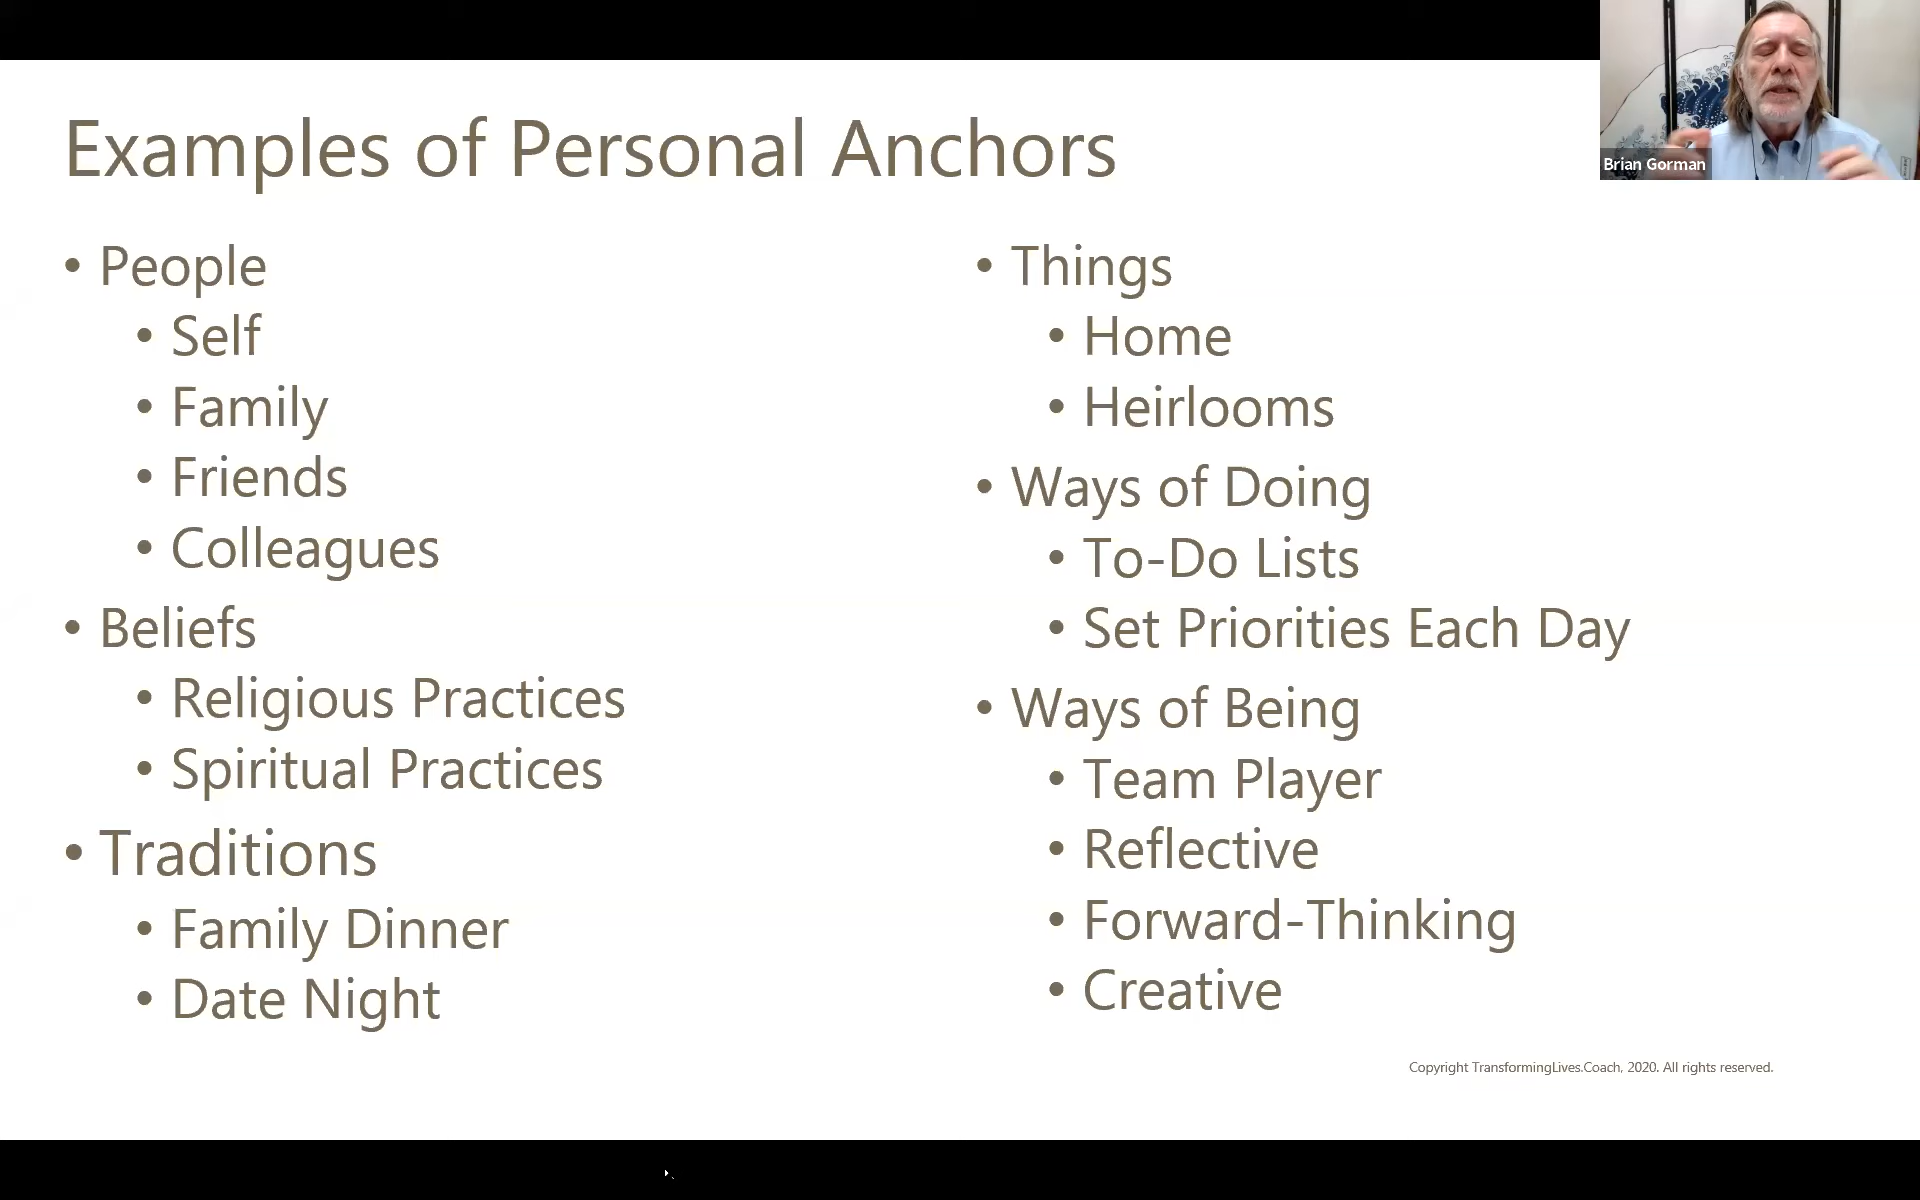 Examples of Personal Anchors
Brian Gorman
• People
• Self
• Family
• Friends
• Colleagues
• Beliefs
• Religious Practices
• Spiritual Practices
• Traditions
• Family Dinner
• Date Night
• Things
• Home
• Heirlooms
• Ways of Doing
• To-Do Lists
• Set Priorities Each Day
• Ways of Being
• Team Player
• Reflective
• Forward-Thinking
• Creative
Copyright TransformingLives.Coach, 2020. All rights reserved.